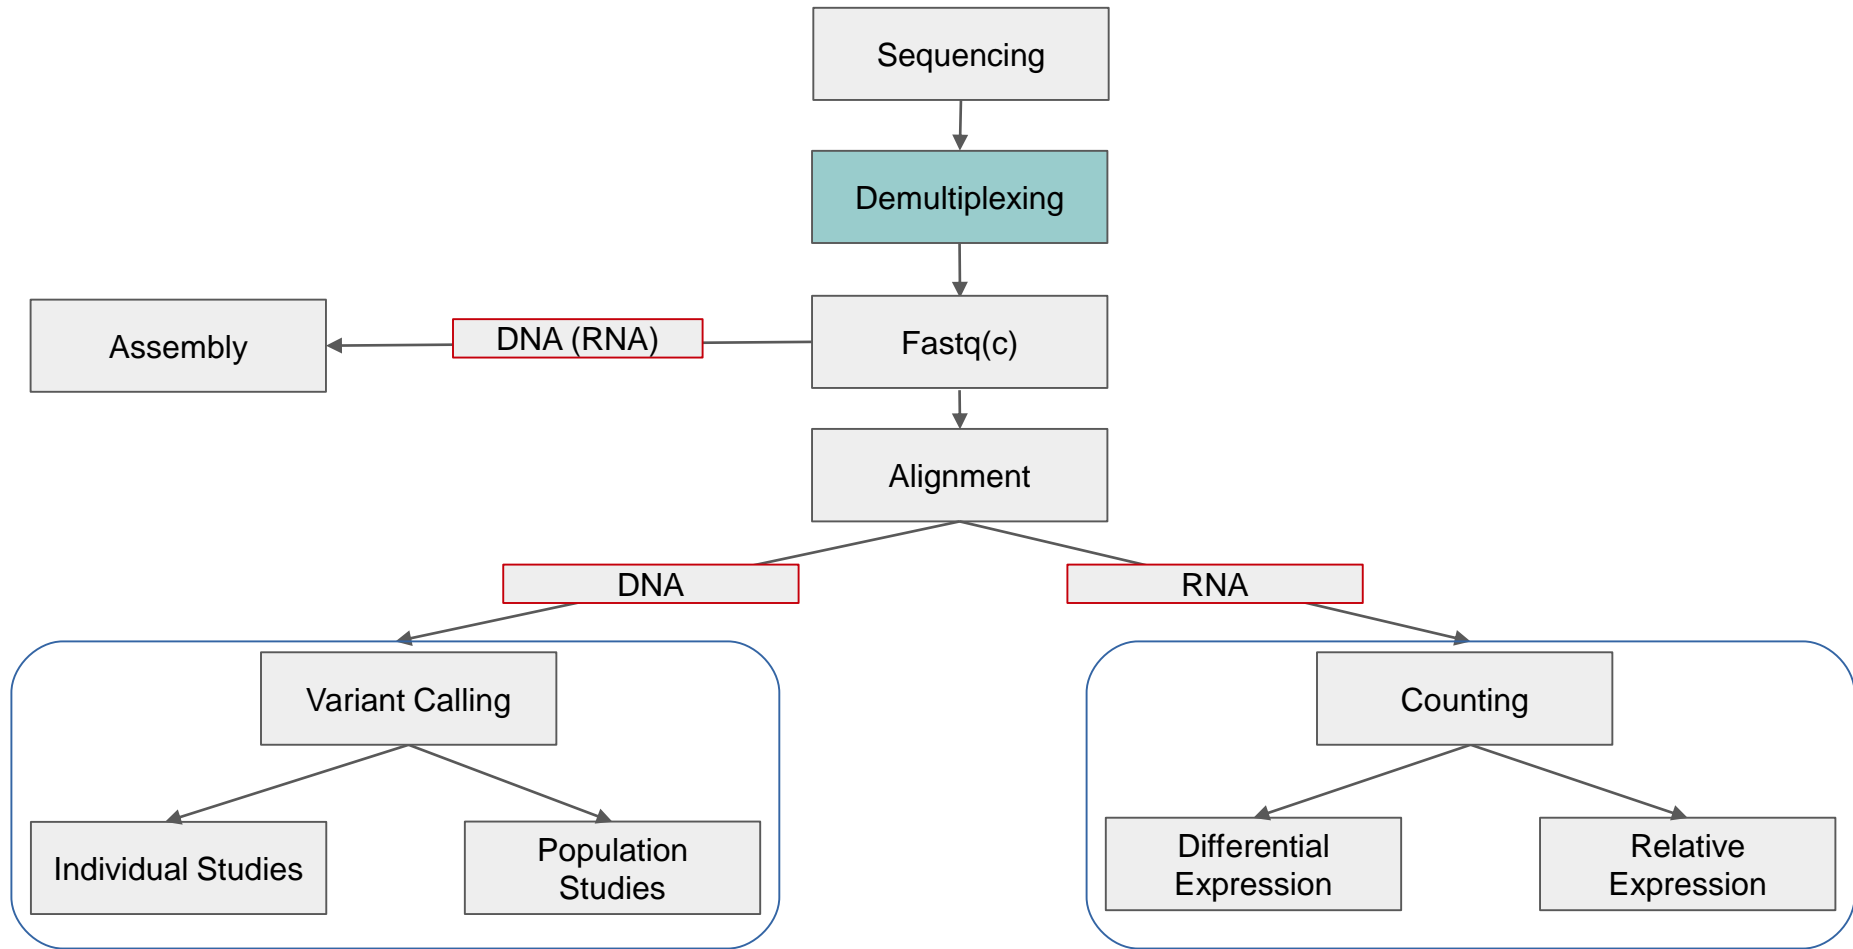 Sequencing
Demultiplexing
Assembly
DNA (RNA)
Fastq(c)
Alignment
DNA
RNA
Variant Calling
Counting
Individual Studies
Population
Studies
Differential
Expression
Relative
Expression